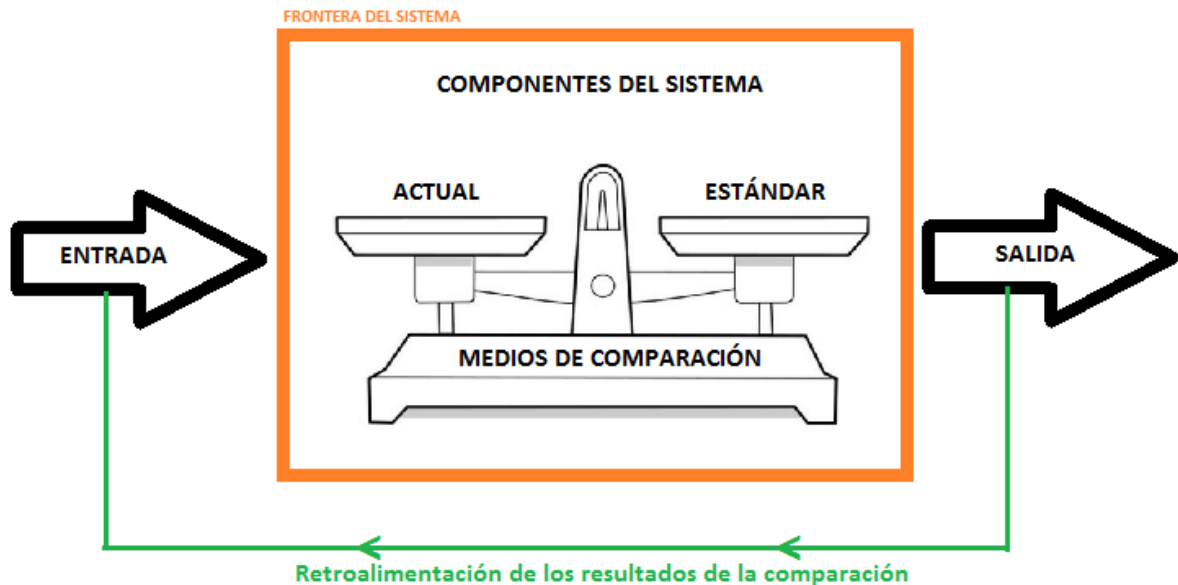 FRONTERA DEL SISTEMA
COMPONENTES DEL SISTEMA
ACTUAL
ESTÁNDAR
ENTRADA
SALIDA
MEDIOS DE COMPARACIÓN
Retroalimentación de los resultados de la comparación